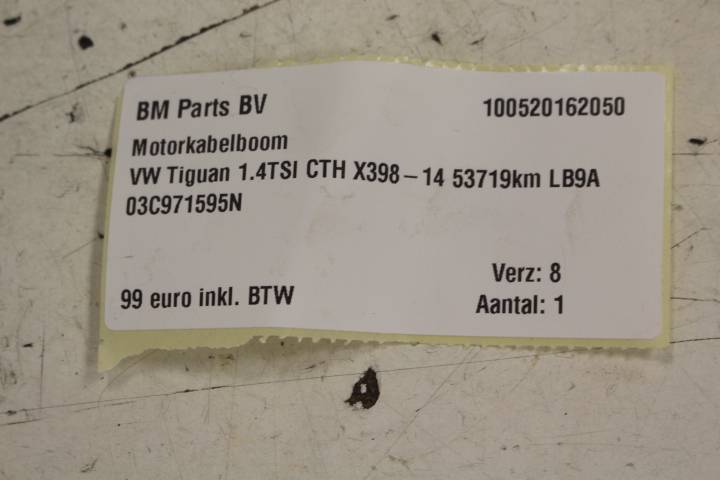 BM Parts BV 100520162050
Motorkabelboom
VW Tiguan 1.4TSI CTH X398-14 53719km LB9A
03C971595N
Verz: 8
99 euro inkl. BTW Aantal: 1